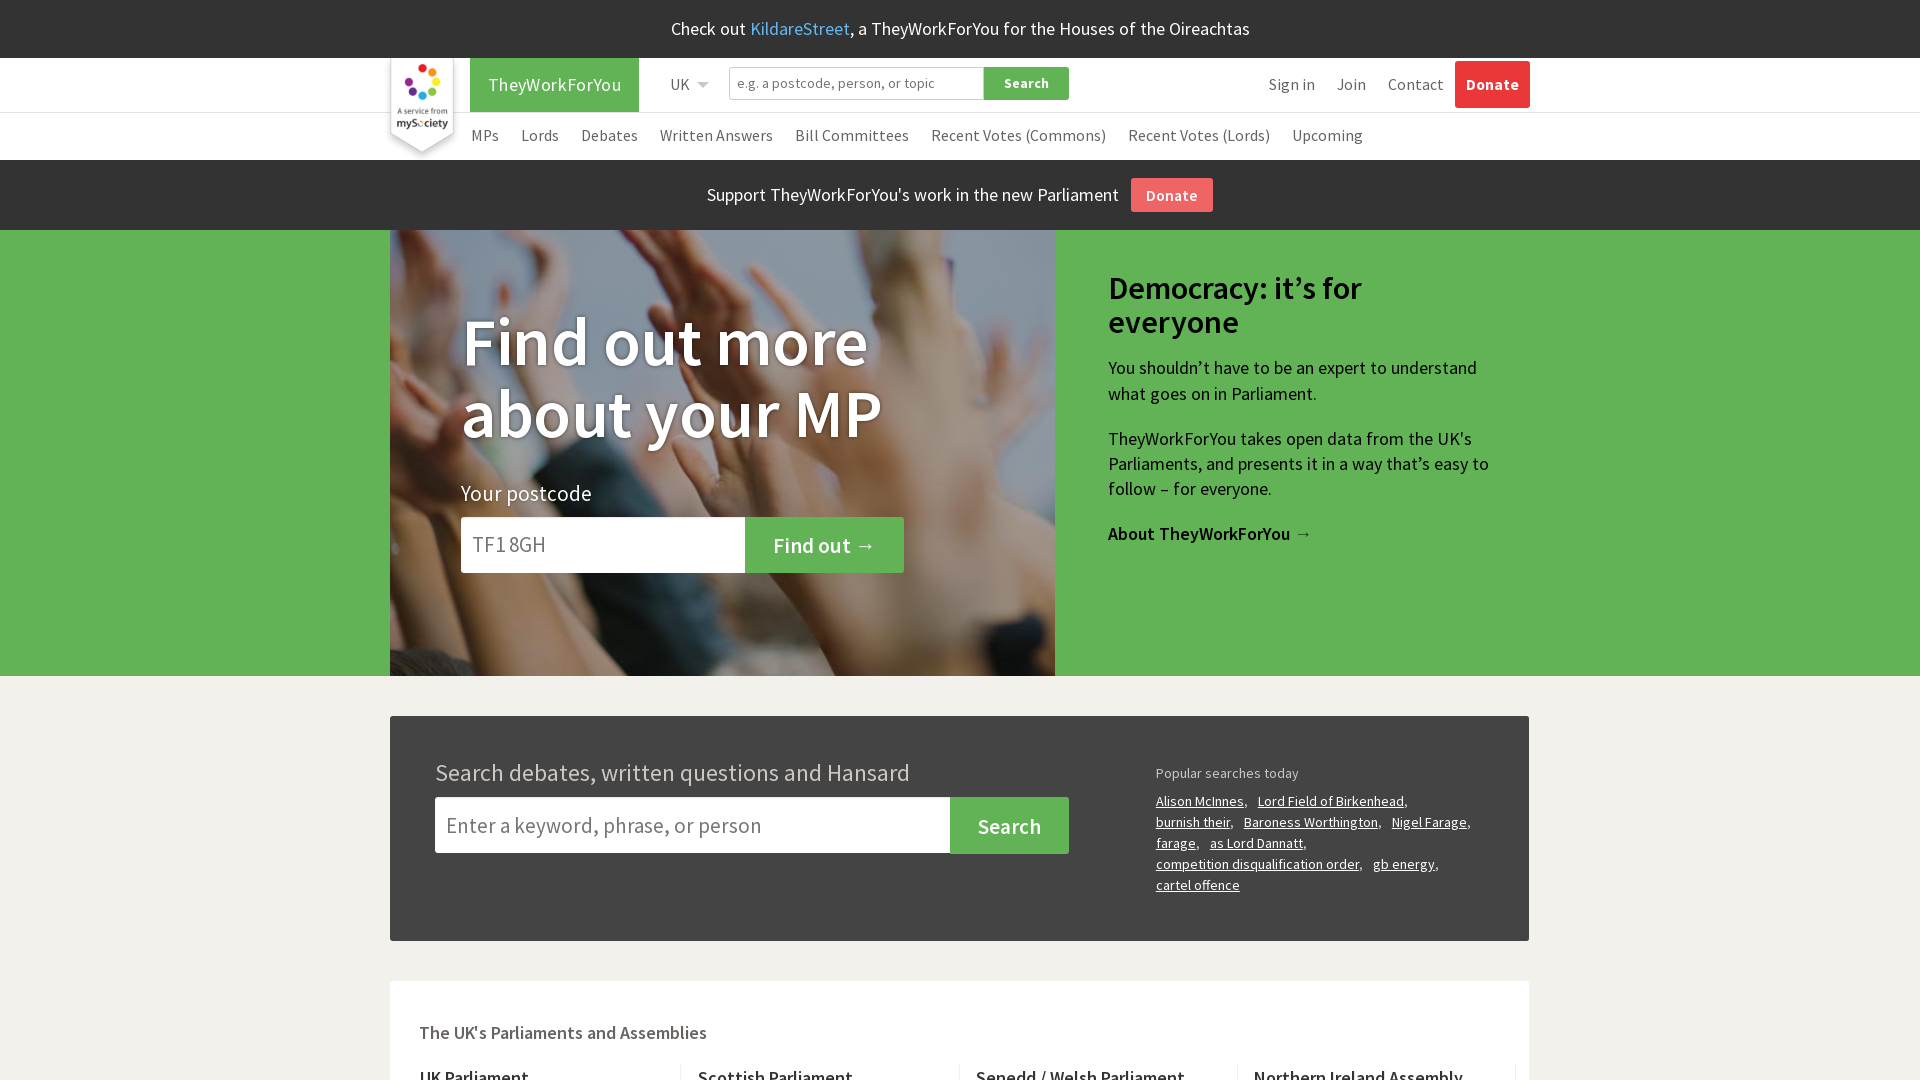 Check out KildareStreet, a TheyWorkForYou for the Houses of the Oireachtas
A service from
mySociety
TheyWorkForYou
UK
e.g. a postcode, person, or topic
Search
Sign in
Join
Contact
Donate
MPs
Lords
Debates
Written Answers
Bill Committees
Recent Votes (Commons)
Recent Votes (Lords)
Upcoming
Support TheyWorkForYou's work in the new Parliament
Donate
Find out more
about your MP
Your postcode
TF1 8GH
Find out →
Democracy: it’s for
everyone
You shouldn’t have to be an expert to understand
what goes on in Parliament.
TheyWorkForYou takes open data from the UK's
Parliaments, and presents it in a way that’s easy to
follow – for everyone.
About TheyWorkForYou →
Search debates, written questions and Hansard
Enter a keyword, phrase, or person
Search
Popular searches today
Alison McInnes, Lord Field of Birkenhead,
burnish their, Baroness Worthington, Nigel Farage,
farage, as Lord Dannatt,
competition disqualification order, gb energy,
cartel offence
The UK's Parliaments and Assemblies
UK Parliament
Scottish Parliament
Senedd / Welsh Parliament
Northern Ireland Assembly